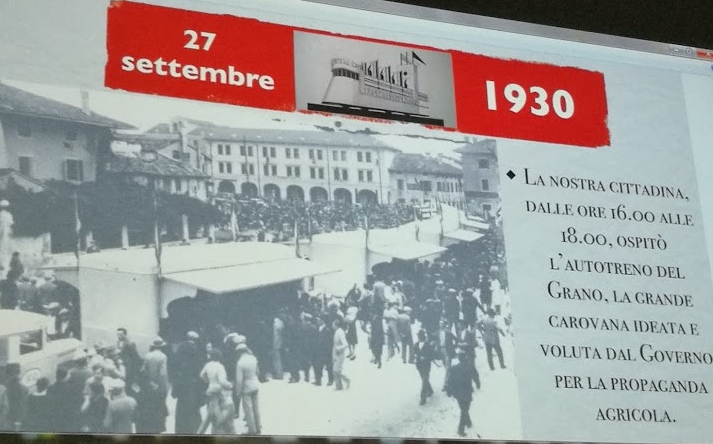 27
settembre
1930
◆ La nostra cittadina,
dalle ore 16.00 alle
18.00, ospitò
l'autotreno del
Grano, la grande
carovana ideata e
voluta dal Governo
per la propaganda
agricola.